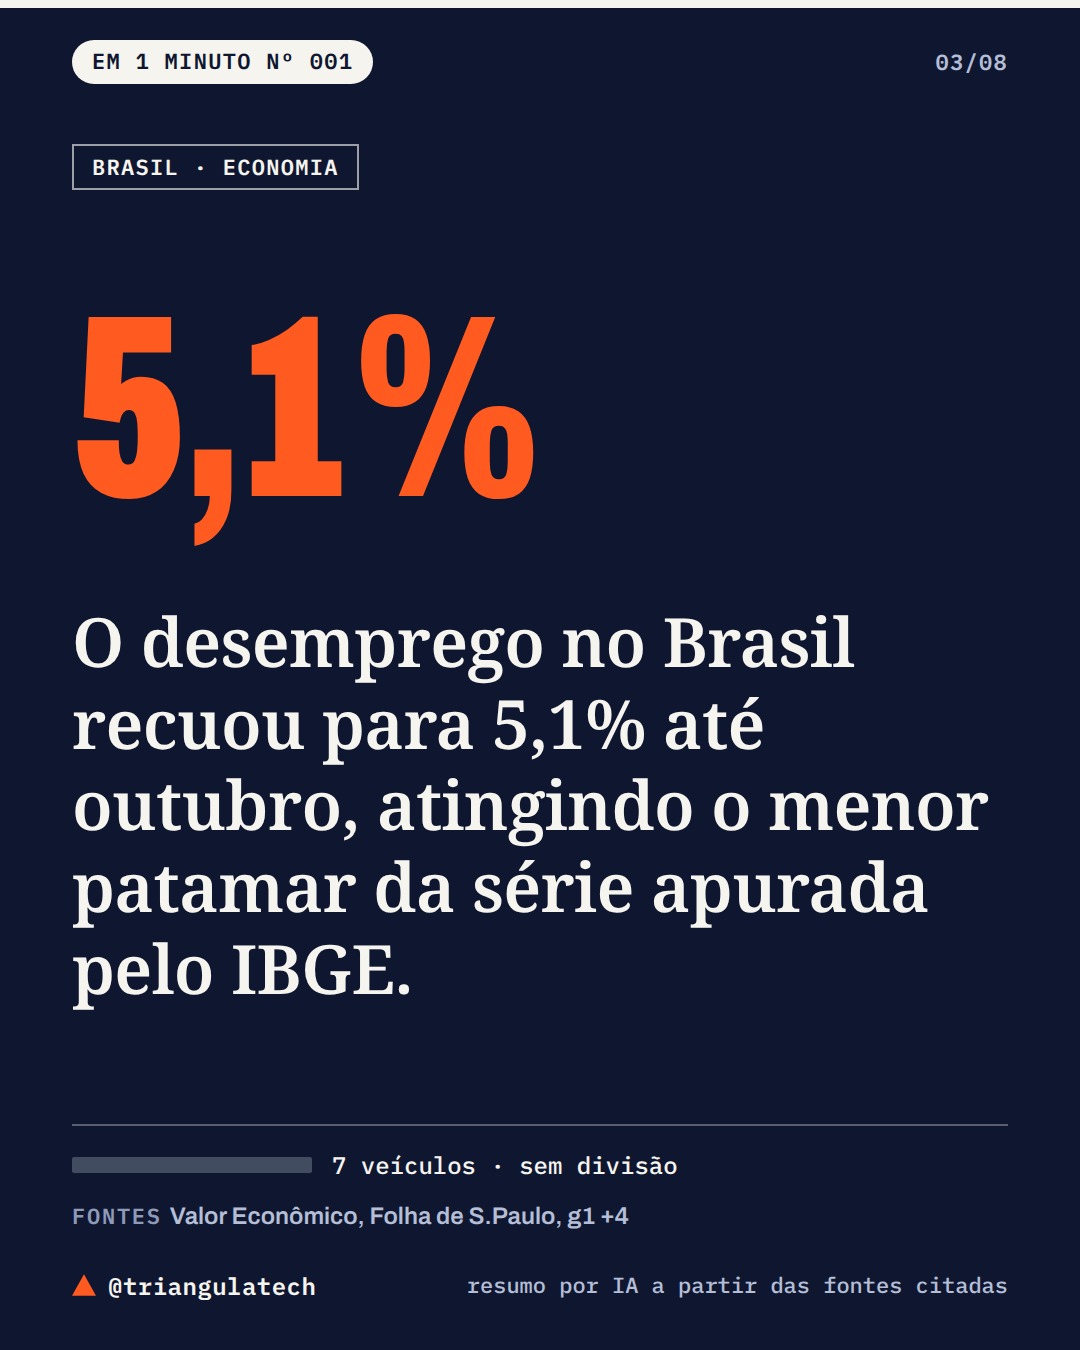 EM 1 MINUTO Nº 001
03/08
BRASIL · ECONOMIA
5,1%
O desemprego no Brasil
recuou para 5,1% até
outubro, atingindo o menor
patamar da série apurada
pelo IBGE.
7 veículos · sem divisão
FONTES Valor Econômico, Folha de S.Paulo, g1 +4
@triangulatech
resumo por IA a partir das fontes citadas